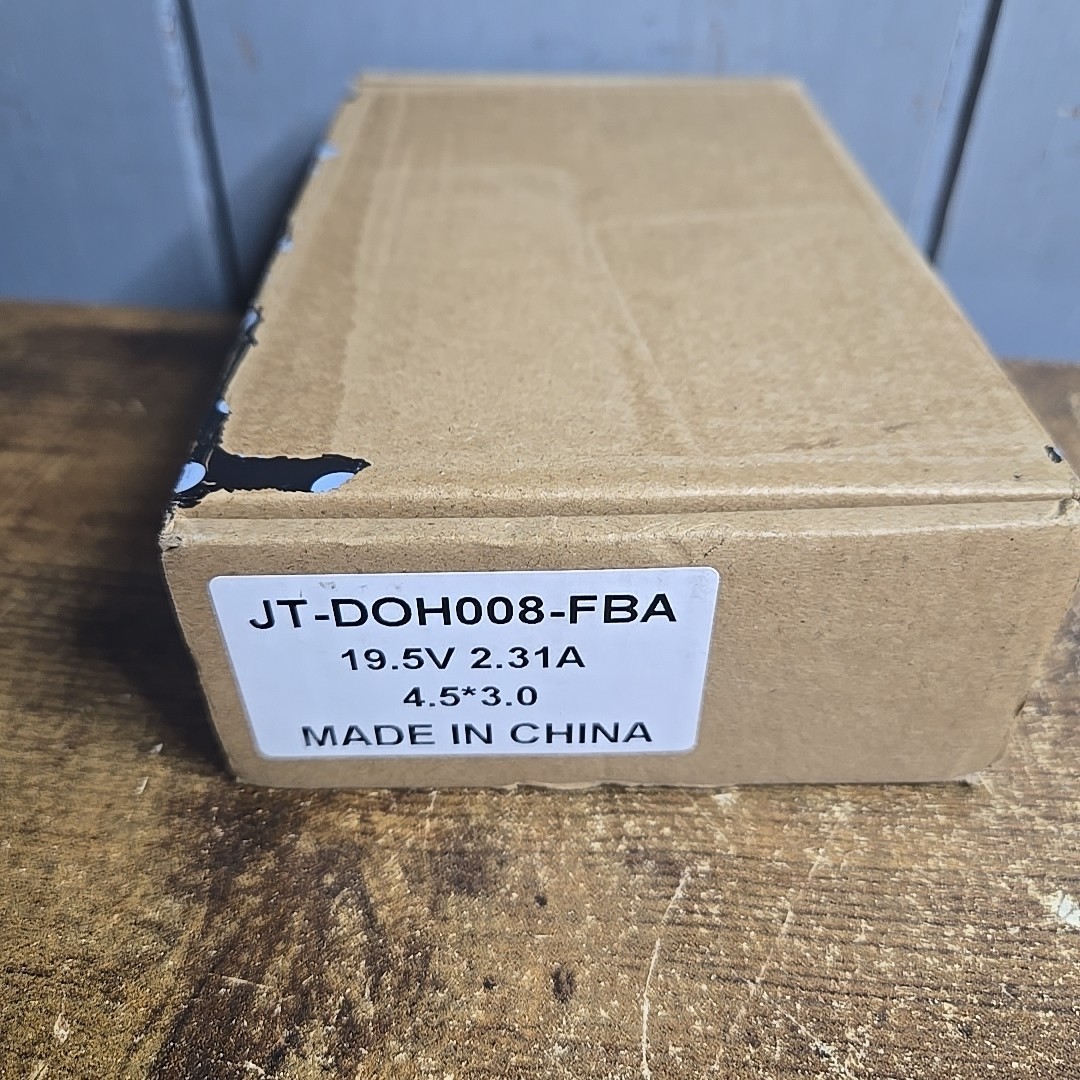 JT-DOH008-FBA
19.5V 2.31A
4.5*3.0
MADE IN CHINA